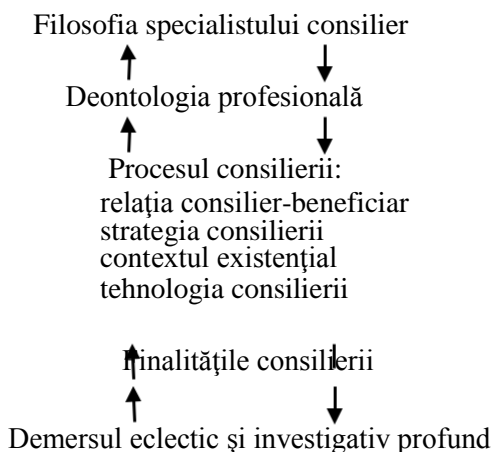 Filosofia specialistului consilier
Deontologia profesională
Procesul consilierii:
relaţia consilier-beneficiar
strategia consilierii
contextul existenţial
tehnologia consilierii
Finalităţile consilierii
Demersul eclectic şi investigativ profund